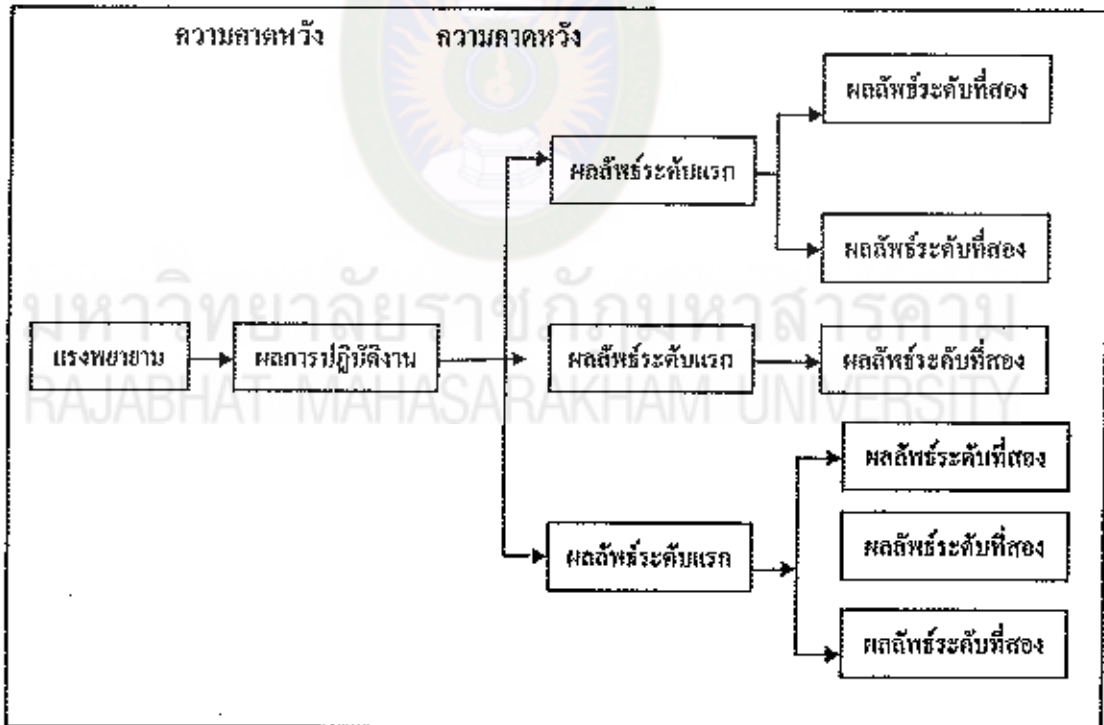 ความคาดหวัง ความคาดหวัง
ผลลัพธ์ระดับที่สอง
ผลลัพธ์ระดับแรก
ผลลัพธ์ระดับที่สอง
มหาวิทยาลัยราชภัฏมหาสารคาม
แรงพยายาม ผลการปฏิบัติงาน ผลลัพธ์ระดับแรก ผลลัพธ์ระดับที่สอง
RAJABHAT MAHASARAKHAM UNIVERSITY
ผลลัพธ์ระดับที่สอง
ผลลัพธ์ระดับแรก ผลลัพธ์ระดับที่สอง
ผลลัพธ์ระดับที่สอง